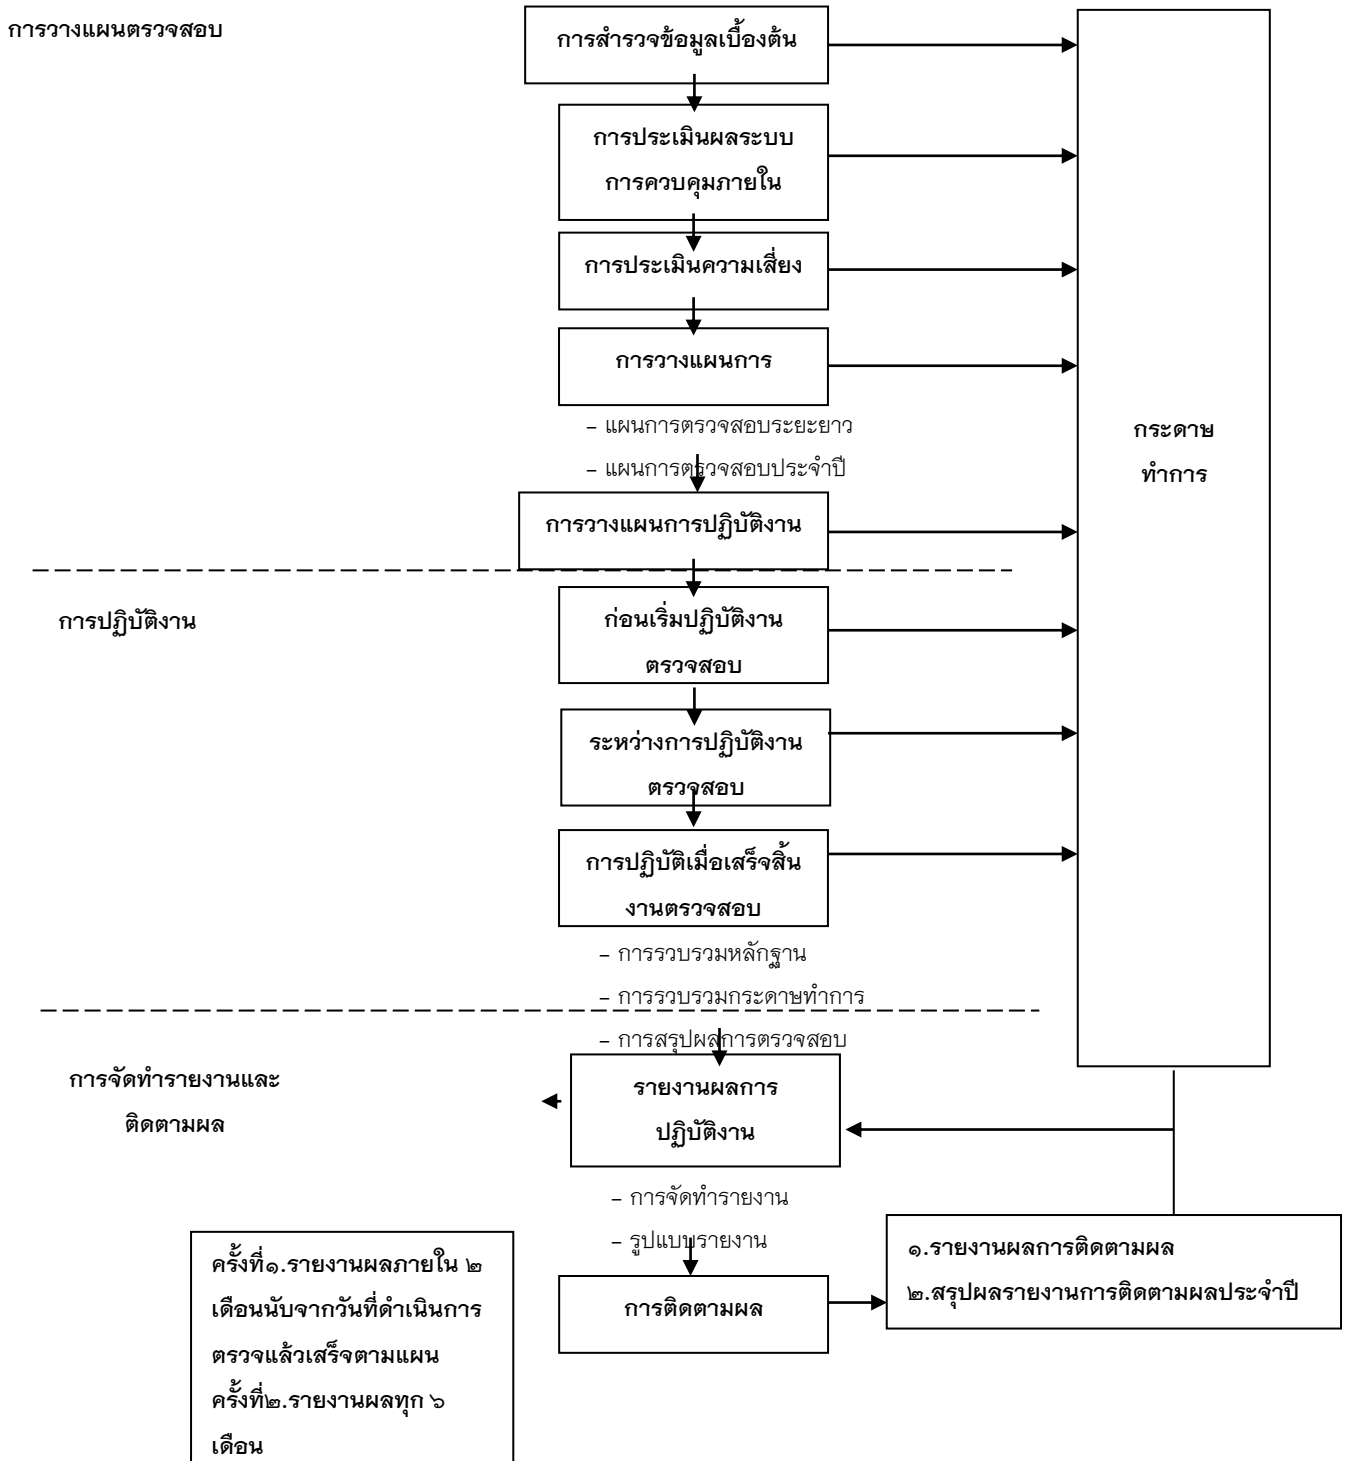 การวางแผนตรวจสอบ
การสำรวจข้อมูลเบื้องต้น
การประเมินผลระบบ
การควบคุมภายใน
การประเมินความเสี่ยง
การวางแผนการ
– แผนการตรวจสอบระยะยาว
– แผนการตรวจสอบประจำปี
กระดาษ
ทำการ
การวางแผนการปฏิบัติงาน
การปฏิบัติงาน
ก่อนเริ่มปฏิบัติงาน
ตรวจสอบ
ระหว่างการปฏิบัติงาน
ตรวจสอบ
การปฏิบัติเมื่อเสร็จสิ้น
งานตรวจสอบ
– การรวบรวมหลักฐาน
– การรวบรวมกระดาษทำการ
– การสรุปผลการตรวจสอบ
การจัดทำรายงานและ
ติดตามผล
รายงานผลการ
ปฏิบัติงาน
– การจัดทำรายงาน
– รูปแบบรายงาน
ครั้งที่๑.รายงานผลภายใน ๒
เดือนนับจากวันที่ดำเนินการ
ตรวจแล้วเสร็จตามแผน
ครั้งที่๒.รายงานผลทุก ๖
เดือน
การติดตามผล
๑.รายงานผลการติดตามผล
๒.สรุปผลรายงานการติดตามผลประจำปี